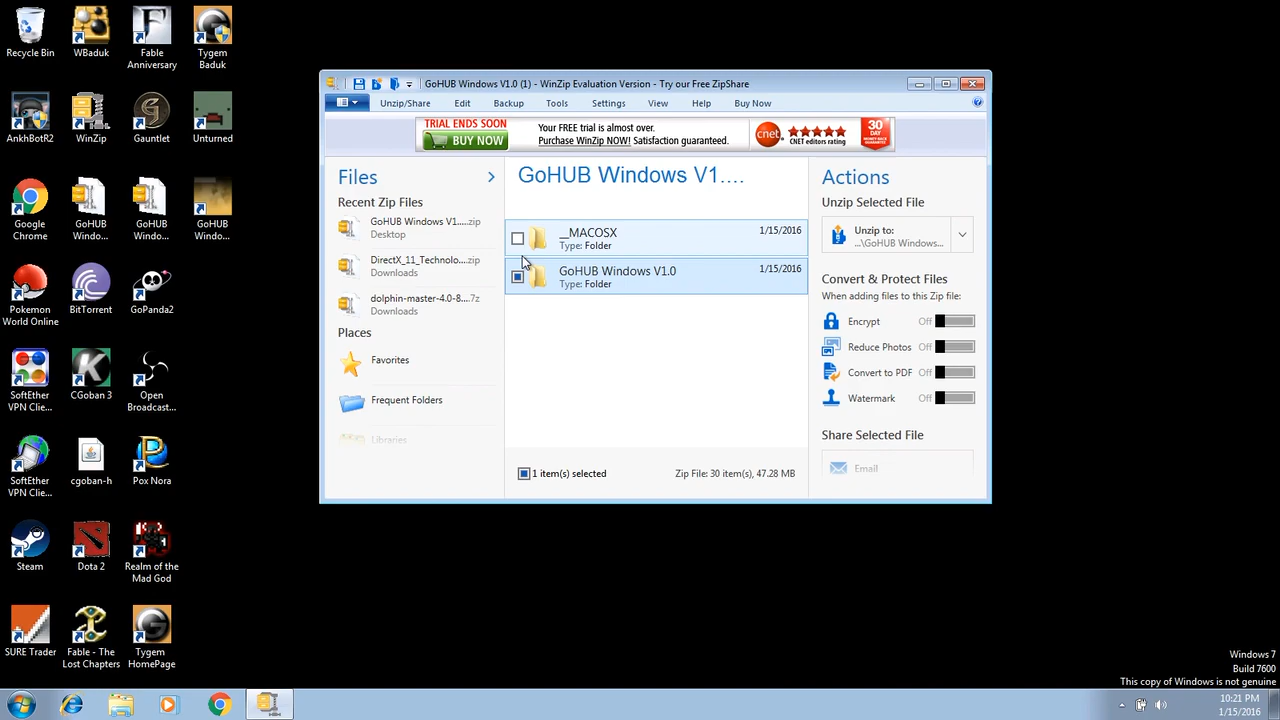 Recycle Bin
WBaduk
Fable
Anniversary
Tygem
Baduk
AnkhBotR2
WinZip
Gauntlet
Unturned
Google
Chrome
GoHUB
Windo...
GoHUB
Windo...
GoHUB
Windo...
Pokemon
World Online
BitTorrent
GoPanda2
SoftEther
VPN Clie...
CGoban 3
Open
Broadcast...
SoftEther
VPN Clie...
cgoban-h
Pox Nora
Steam
Dota 2
Realm of the
Mad God
SURE Trader
Fable - The
Lost Chapters
Tygem
HomePage
GoHUB Windows V1.0 (1) - WinZip Evaluation Version - Try our Free ZipShare
Unzip/Share Edit Backup Tools Settings View Help Buy Now
TRIAL ENDS SOON
BUY NOW
Your FREE trial is almost over.
Purchase WinZip NOW! Satisfaction guaranteed.
cnet
CNET editors rating
30
DAY
Files
Recent Zip Files
GoHUB Windows V1.....zip
Desktop
DirectX_11_Technolo...zip
Downloads
dolphin-master-4.0-8...7z
Downloads
Places
Favorites
Frequent Folders
Libraries
GoHUB Windows V1....
__MACOSX 1/15/2016
Type: Folder
GoHUB Windows V1.0 1/15/2016
Type: Folder
1 item(s) selected Zip File: 30 item(s), 47.28 MB
Actions
Unzip Selected File
Unzip to:
...\GoHUB Windows...
Convert & Protect Files
When adding files to this Zip file:
Encrypt Off
Reduce Photos Off
Convert to PDF Off
Watermark Off
Share Selected File
Email
Windows 7
Build 7600
This copy of Windows is not genuine
10:21 PM
1/15/2016